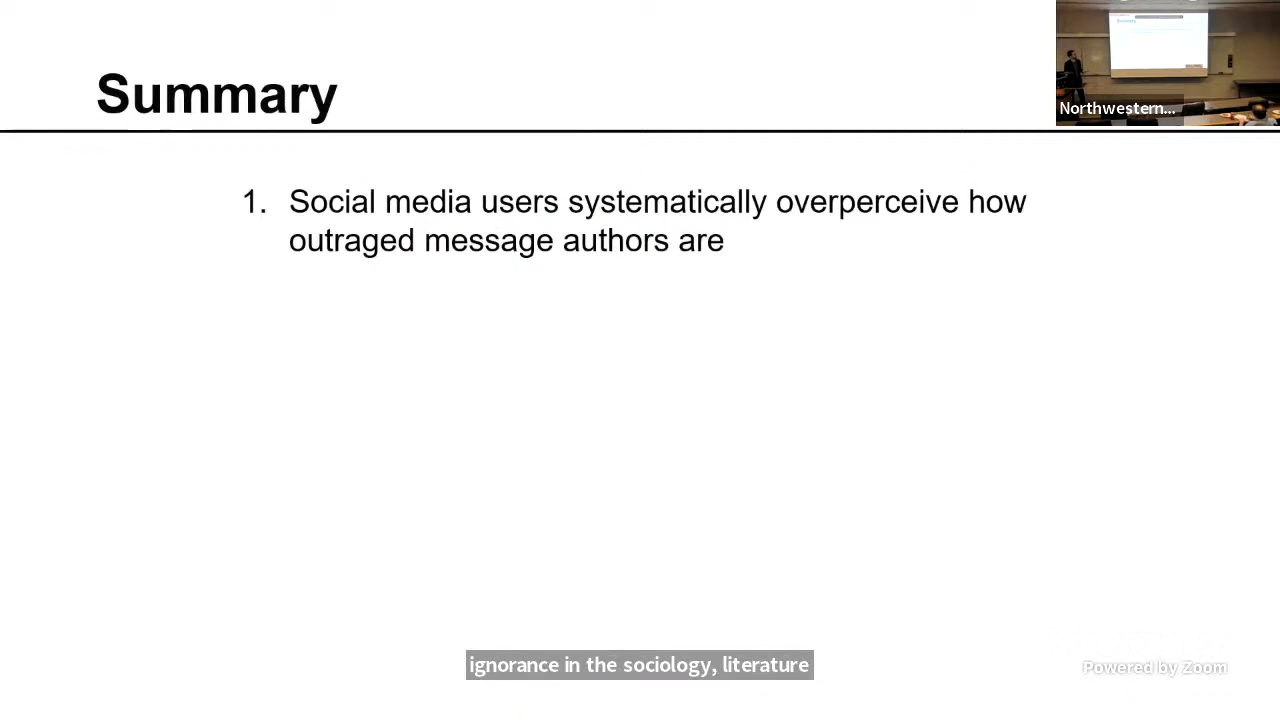 Summary
Northwestern...
1. Social media users systematically overperceive how
outraged message authors are
ignorance in the sociology, literature
Powered by Zoom